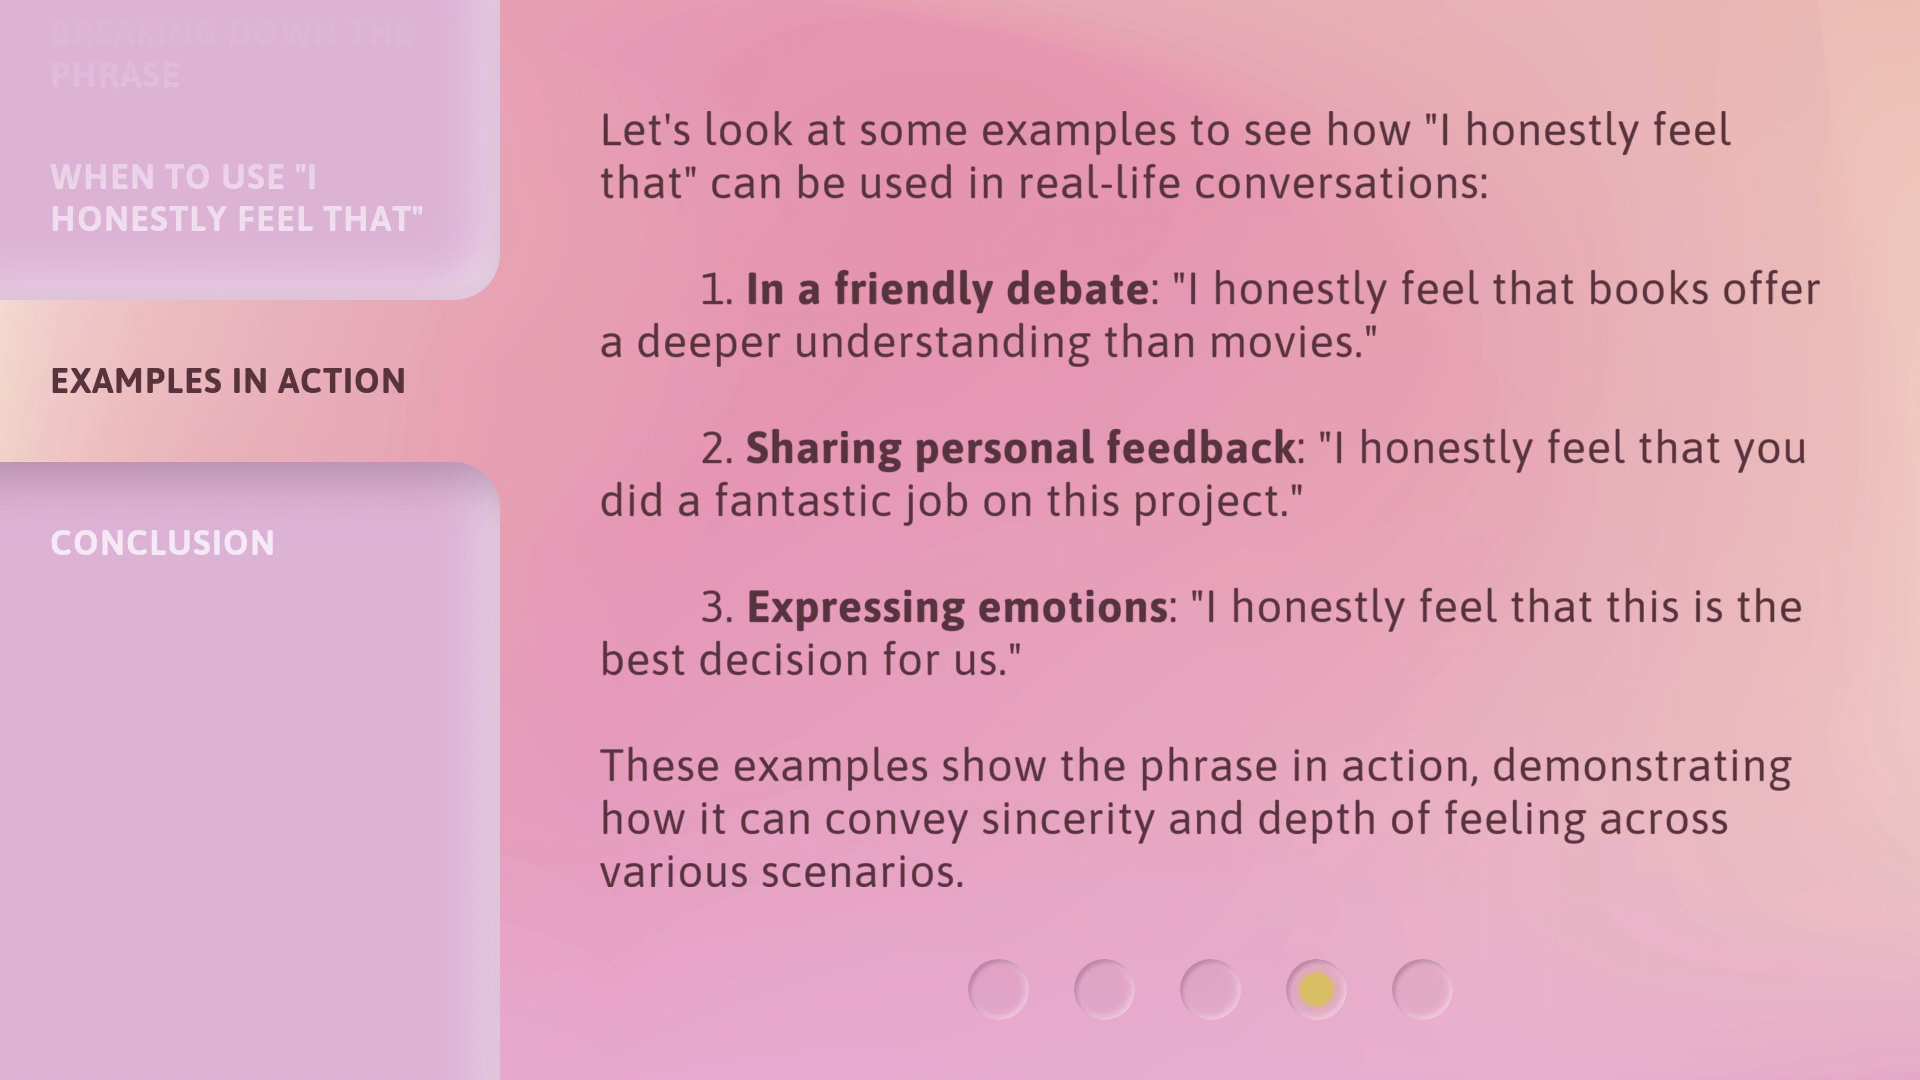 BREAKING DOWN THE
PHRASE
WHEN TO USE "I
HONESTLY FEEL THAT"
EXAMPLES IN ACTION
CONCLUSION
Let's look at some examples to see how "I honestly feel
that" can be used in real-life conversations:
1. In a friendly debate: "I honestly feel that books offer
a deeper understanding than movies."
2. Sharing personal feedback: "I honestly feel that you
did a fantastic job on this project."
3. Expressing emotions: "I honestly feel that this is the
best decision for us."
These examples show the phrase in action, demonstrating
how it can convey sincerity and depth of feeling across
various scenarios.